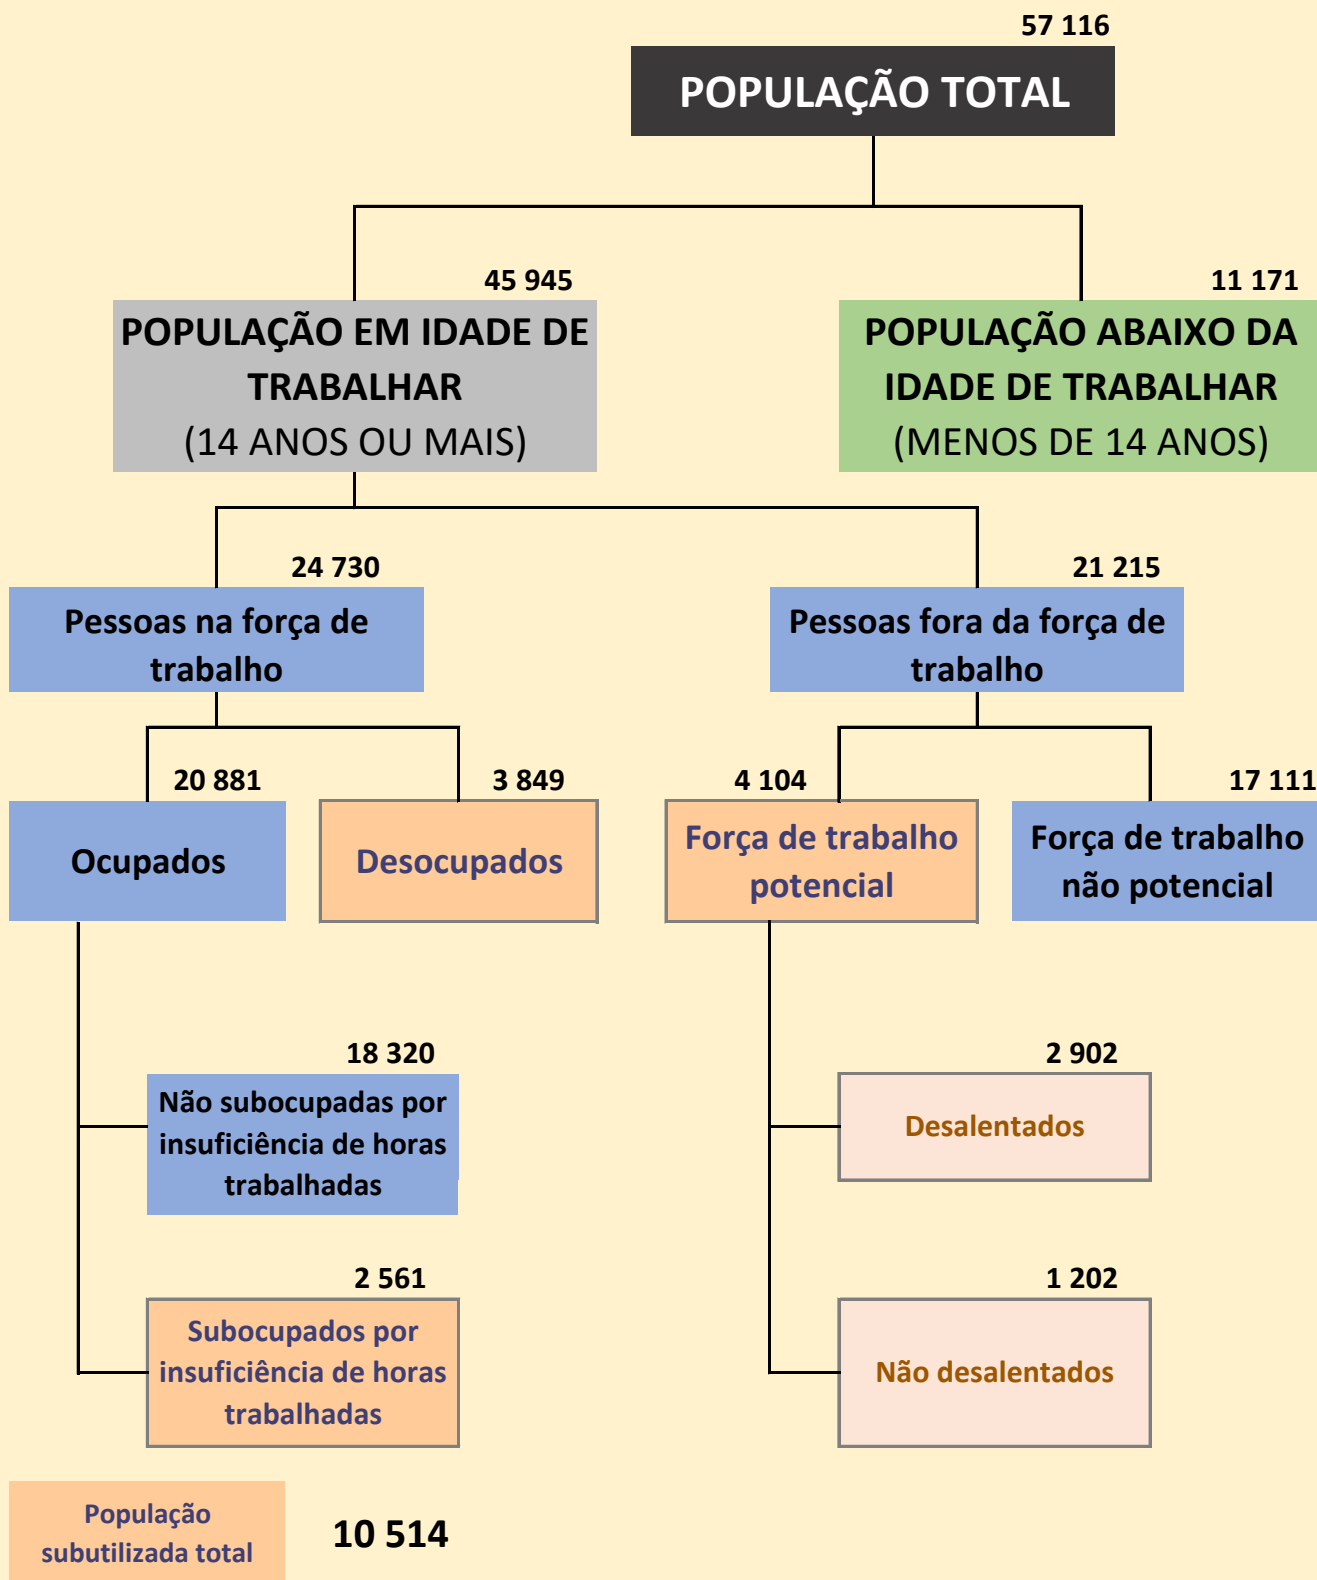 57 116
POPULAÇÃO TOTAL
45 945
POPULAÇÃO EM IDADE DE
TRABALHAR
(14 ANOS OU MAIS)
11 171
POPULAÇÃO ABAIXO DA
IDADE DE TRABALHAR
(MENOS DE 14 ANOS)
24 730
Pessoas na força de
trabalho
21 215
Pessoas fora da força de
trabalho
20 881
Ocupados
3 849
Desocupados
4 104
Força de trabalho
potencial
17 111
Força de trabalho
não potencial
18 320
Não subocupadas por
insuficiência de horas
trabalhadas
2 902
Desalentados
2 561
Subocupados por
insuficiência de horas
trabalhadas
1 202
Não desalentados
População
subutilizada total
10 514